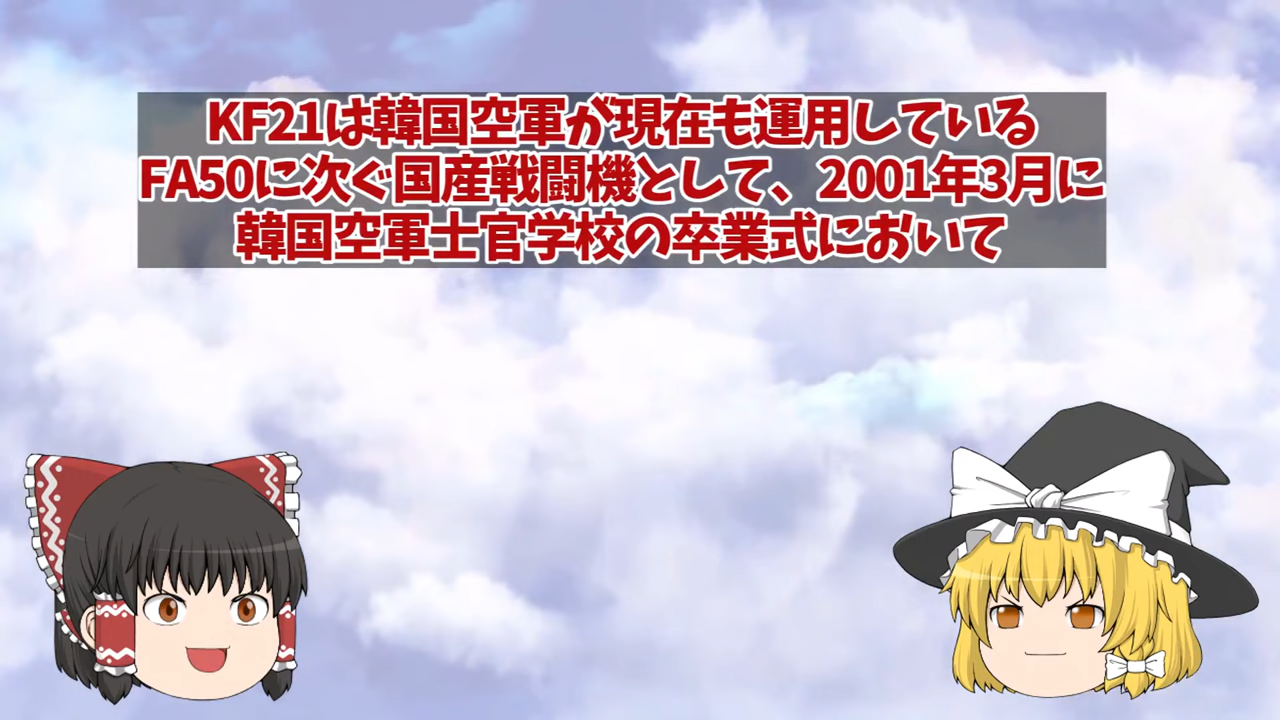 KF21は韓国空軍が現在も運用している
FA50に次ぐ国産戦闘機として、2001年3月に
韓国空軍士官学校の卒業式において